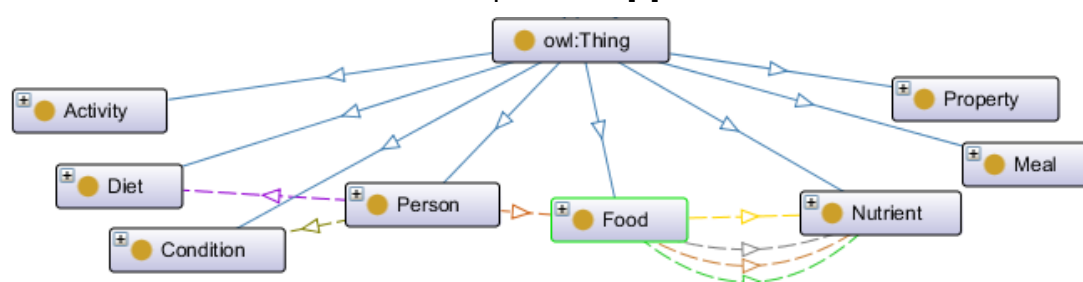 owl:Thing
Activity
Property
Meal
Diet
Person
Food
Nutrient
Condition